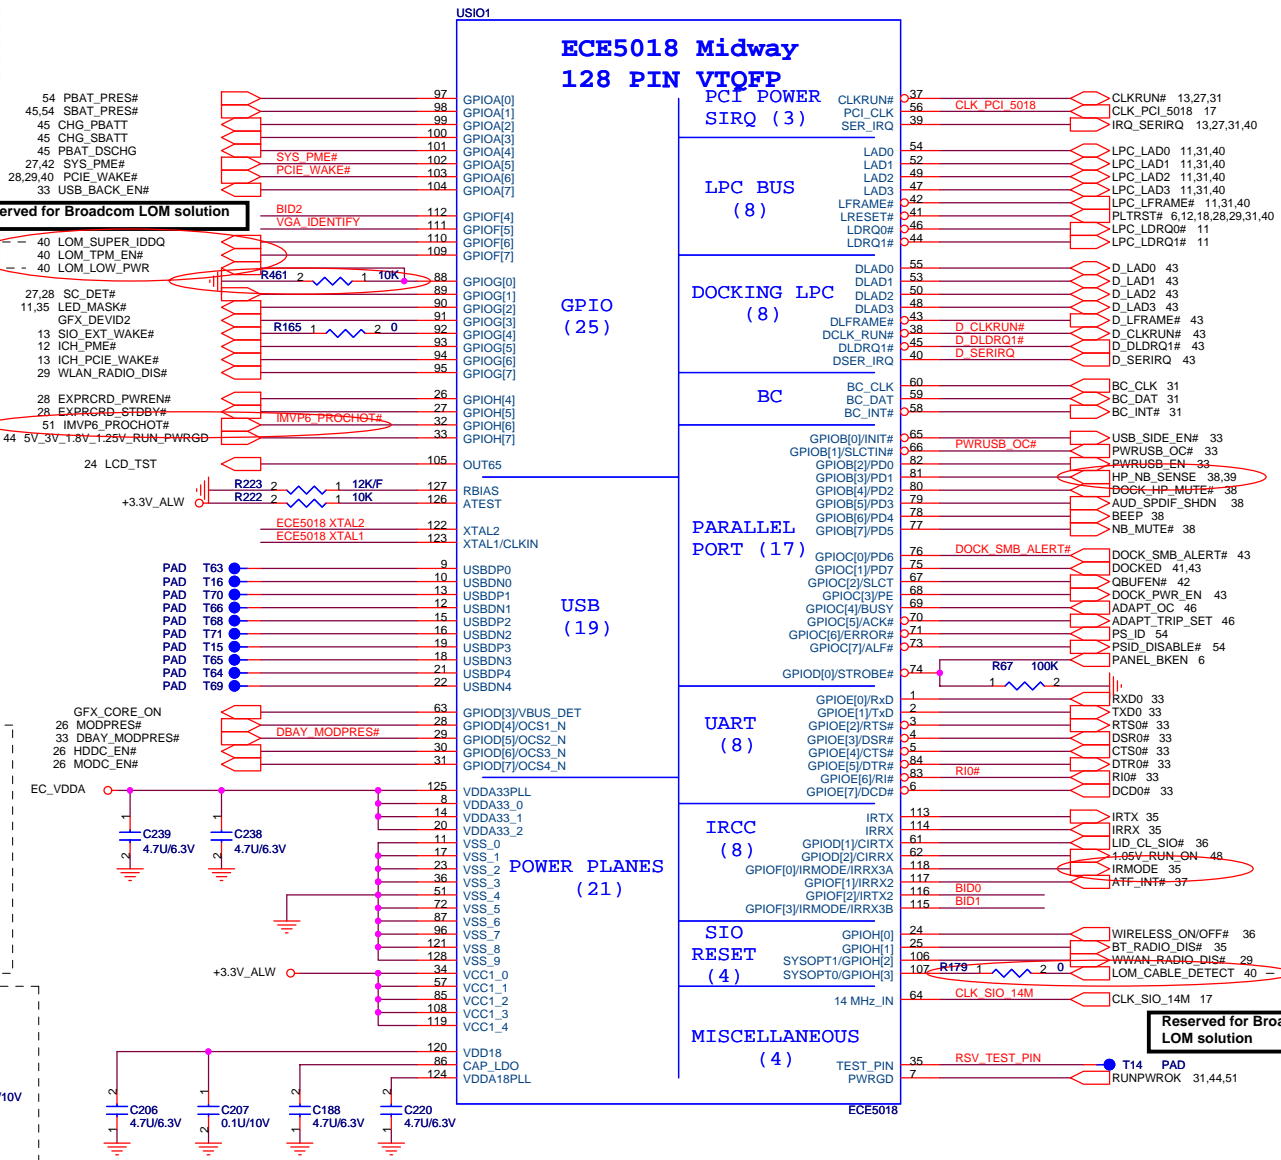 USIO1
ECE5018 Midway
128 PIN VTQFP
54 PBAT_PRES# 97 GPIOA[0]
45,54 SBAT_PRES# 98 GPIOA[1]
45 CHG_PBATT 99 GPIOA[2]
45 CHG_SBATT 100 GPIOA[3]
45 PBAT_DSCHG 101 GPIOA[4]
27,42 SYS_PME# SYS_PME# 102 GPIOA[5]
28,29,40 PCIE_WAKE# PCIE_WAKE# 103 GPIOA[6]
33 USB_BACK_EN# 104 GPIOA[7]
erved for Broadcom LOM solution
BID2 112 GPIOF[4]
VGA_IDENTIFY 111 GPIOF[5]
40 LOM_SUPER_IDDQ 110 GPIOF[6]
40 LOM_TPM_EN# 109 GPIOF[7]
40 LOM_LOW_PWR
R461 2 1 10K 88 GPIOG[0]
27,28 SC_DET# 89 GPIOG[1]
11,35 LED_MASK# 90 GPIOG[2]
GFX_DEVID2 91 GPIOG[3]
13 SIO_EXT_WAKE# R165 1 2 0 92 GPIOG[4]
12 ICH_PME# 93 GPIOG[5]
13 ICH_PCIE_WAKE# 94 GPIOG[6]
29 WLAN_RADIO_DIS# 95 GPIOG[7]
28 EXPRCRD_PWREN# 26 GPIOH[4]
28 EXPRCRD_STDBY# 27 GPIOH[5]
51 IMVP6_PROCHOT# IMVP6_PROCHOT# 32 GPIOH[6]
44 5V_3V_1.8V_1.25V_RUN_PWRGD 33 GPIOH[7]
24 LCD_TST 105 OUT65
R223 2 1 12K/F 127 RBIAS
+3.3V_ALW R222 2 1 10K 126 ATEST
ECE5018 XTAL2 122 XTAL2
ECE5018 XTAL1 123 XTAL1/CLKIN
PAD T63 9 USBDP0
PAD T16 10 USBDN0
PAD T70 13 USBDP1
PAD T66 12 USBDN1
PAD T68 15 USBDP2
PAD T71 16 USBDN2
PAD T15 19 USBDP3
PAD T65 18 USBDN3
PAD T64 21 USBDP4
PAD T69 22 USBDN4
GFX_CORE_ON 63 GPIOD[3]/VBUS_DET
26 MODPRES# 28 GPIOD[4]/OCS1_N
33 DBAY_MODPRES# DBAY_MODPRES# 29 GPIOD[5]/OCS2_N
26 HDDC_EN# 30 GPIOD[6]/OCS3_N
26 MODC_EN# 31 GPIOD[7]/OCS4_N
EC_VDDA 125 VDDA33PLL
8 VDDA33_0
14 VDDA33_1
20 VDDA33_2
1 2 C239 4.7U/6.3V
1 2 C238 4.7U/6.3V
11 VSS_0
17 VSS_1
23 VSS_2
36 VSS_3
51 VSS_4
72 VSS_5
87 VSS_6
96 VSS_7
121 VSS_8
128 VSS_9
+3.3V_ALW 34 VCC1_0
57 VCC1_1
85 VCC1_2
108 VCC1_3
119 VCC1_4
120 VDD18
86 CAP_LDO
124 VDDA18PLL
/10V
2 1 C206 4.7U/6.3V
1 2 C207 0.1U/10V
2 1 C188 4.7U/6.3V
2 1 C220 4.7U/6.3V
GPIO
(25)
USB
(19)
POWER PLANES
(21)
PCI POWER
SIRQ (3)
CLKRUN# 37 CLKRUN# 13,27,31
PCI_CLK 56 CLK_PCI_5018 CLK_PCI_5018 17
SER_IRQ 39 IRQ_SERIRQ 13,27,31,40
LPC BUS
(8)
LAD0 54 LPC_LAD0 11,31,40
LAD1 52 LPC_LAD1 11,31,40
LAD2 49 LPC_LAD2 11,31,40
LAD3 47 LPC_LAD3 11,31,40
LFRAME# 42 LPC_LFRAME# 11,31,40
LRESET# 41 PLTRST# 6,12,18,28,29,31,40
LDRQ0# 46 LPC_LDRQ0# 11
LDRQ1# 44 LPC_LDRQ1# 11
DOCKING LPC
(8)
DLAD0 55 D_LAD0 43
DLAD1 53 D_LAD1 43
DLAD2 50 D_LAD2 43
DLAD3 48 D_LAD3 43
DLFRAME# 43 D_LFRAME# 43
DCLK_RUN# 38 D_CLKRUN# D_CLKRUN# 43
DLDRQ1# 45 D_DLDRQ1# D_DLDRQ1# 43
DSER_IRQ 40 D_SERIRQ D_SERIRQ 43
BC
BC_CLK 60 BC_CLK 31
BC_DAT 59 BC_DAT 31
BC_INT# 58 BC_INT# 31
PARALLEL
PORT (17)
GPIOB[0]/INIT# 65 USB_SIDE_EN# 33
GPIOB[1]/SLCTIN# 66 PWRUSB_OC# PWRUSB_OC# 33
GPIOB[2]/PD0 82 PWRUSB_EN 33
GPIOB[3]/PD1 81 HP_NB_SENSE 38,39
GPIOB[4]/PD2 80 DOCK_HP_MUTE# 38
GPIOB[5]/PD3 79 AUD_SPDIF_SHDN 38
GPIOB[6]/PD4 78 BEEP 38
GPIOB[7]/PD5 77 NB_MUTE# 38
GPIOC[0]/PD6 76 DOCK_SMB_ALERT# DOCK_SMB_ALERT# 43
GPIOC[1]/PD7 75 DOCKED 41,43
GPIOC[2]/SLCT 67 QBUFEN# 42
GPIOC[3]/PE 68 DOCK_PWR_EN 43
GPIOC[4]/BUSY 69 ADAPT_OC 46
GPIOC[5]/ACK# 70 ADAPT_TRIP_SET 46
GPIOC[6]/ERROR# 71 PS_ID 54
GPIOC[7]/ALF# 73 PSID_DISABLE# 54
PANEL_BKEN 6
GPIOD[0]/STROBE# 74 R67 100K 1 2
UART
(8)
GPIOE[0]/RxD 1 RXD0 33
GPIOE[1]/TxD 2 TXD0 33
GPIOE[2]/RTS# 3 RTS0# 33
GPIOE[3]/DSR# 4 DSR0# 33
GPIOE[4]/CTS# 5 CTS0# 33
GPIOE[5]/DTR# 84 DTR0# 33
GPIOE[6]/RI# 83 RI0# RI0# 33
GPIOE[7]/DCD# 6 DCD0# 33
IRCC
(8)
IRTX 113 IRTX 35
IRRX 114 IRRX 35
GPIOD[1]/CIRTX 61 LID_CL_SIO# 36
GPIOD[2]/CIRRX 62 1.05V_RUN_ON 48
GPIOF[0]/IRMODE/IRRX3A 118 IRMODE 35
GPIOF[1]/IRRX2 117 ATF_INT# 37
GPIOF[2]/IRTX2 116 BID0
GPIOF[3]/IRMODE/IRRX3B 115 BID1
SIO
RESET
(4)
GPIOH[0] 24 WIRELESS_ON/OFF# 36
GPIOH[1] 25 BT_RADIO_DIS# 35
SYSOPT1/GPIOH[2] 106 WWAN_RADIO_DIS# 29
SYSOPT0/GPIOH[3] 107 R179 1 2 0 LOM_CABLE_DETECT 40
14 MHz_IN 64 CLK_SIO_14M CLK_SIO_14M 17
Reserved for Broa
LOM solution
MISCELLANEOUS
(4)
TEST_PIN 35 RSV_TEST_PIN T14 PAD
PWRGD 7 RUNPWROK 31,44,51
ECE5018